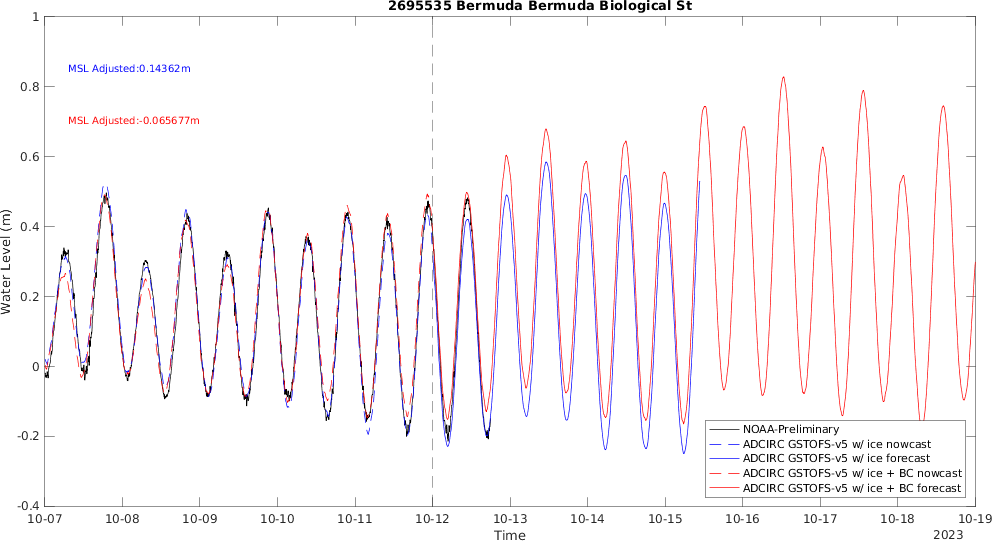 2695535 Bermuda Bermuda Biological St
1
0.8
0.6
0.4
0.2
0
-0.2
-0.4
Water Level (m)
MSL Adjusted:0.14362m
MSL Adjusted:-0.065677m
NOAA-Preliminary
ADCIRC GSTOFS-v5 w/ ice nowcast
ADCIRC GSTOFS-v5 w/ ice forecast
ADCIRC GSTOFS-v5 w/ ice + BC nowcast
ADCIRC GSTOFS-v5 w/ ice + BC forecast
10-07 10-08 10-09 10-10 10-11 10-12 10-13 10-14 10-15 10-16 10-17 10-18 10-19
Time
2023